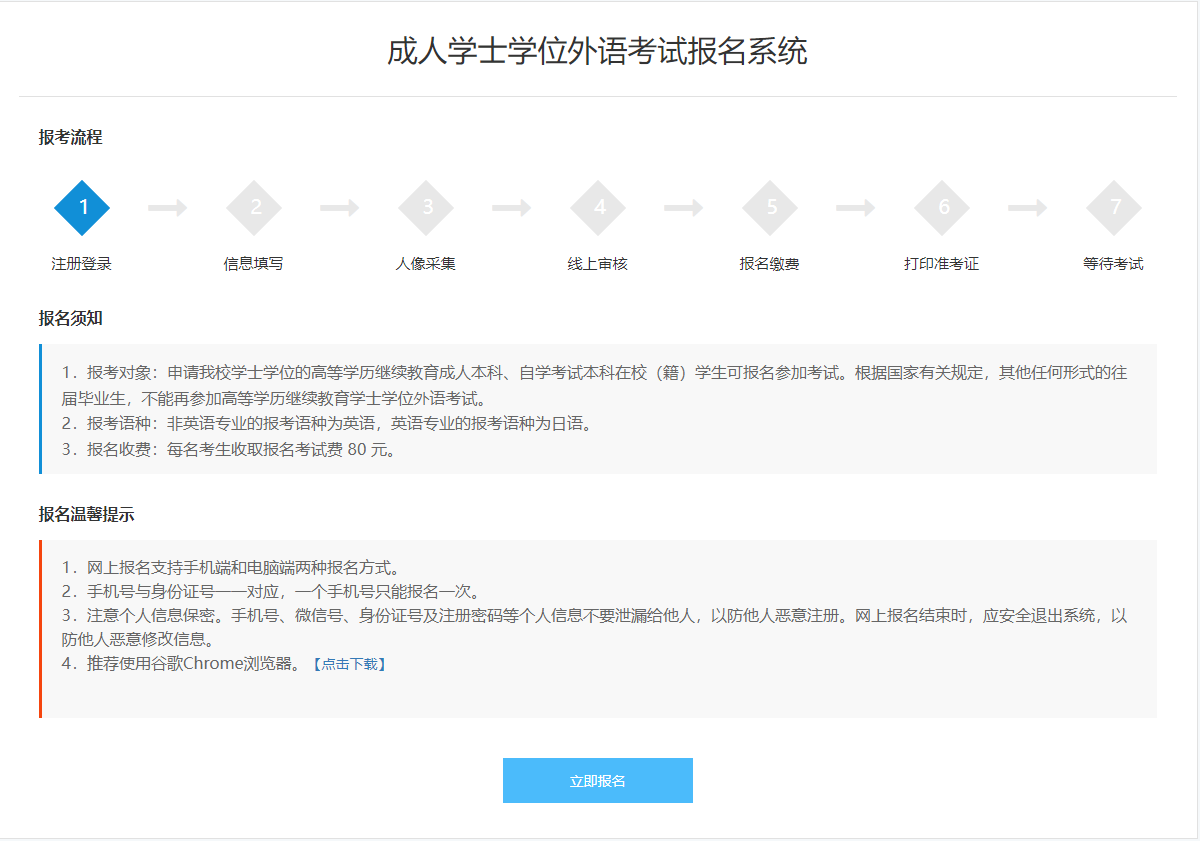 成人学士学位外语考试报名系统
报考流程
1 2 3 4 5 6 7
注册登录 信息填写 人像采集 线上审核 报名缴费 打印准考证 等待考试
报名须知
1．报考对象：申请我校学士学位的高等学历继续教育成人本科、自学考试本科在校（籍）学生可报名参加考试。根据国家有关规定，其他任何形式的往
届毕业生，不能再参加高等学历继续教育学士学位外语考试。
2．报考语种：非英语专业的报考语种为英语，英语专业的报考语种为日语。
3．报名收费：每名考生收取报名考试费 80 元。
报名温馨提示
1．网上报名支持手机端和电脑端两种报名方式。
2．手机号与身份证号一一对应，一个手机号只能报名一次。
3．注意个人信息保密。手机号、微信号、身份证号及注册密码等个人信息不要泄漏给他人，以防他人恶意注册。网上报名结束时，应安全退出系统，以
防他人恶意修改信息。
4．推荐使用谷歌Chrome浏览器。【点击下载】
立即报名